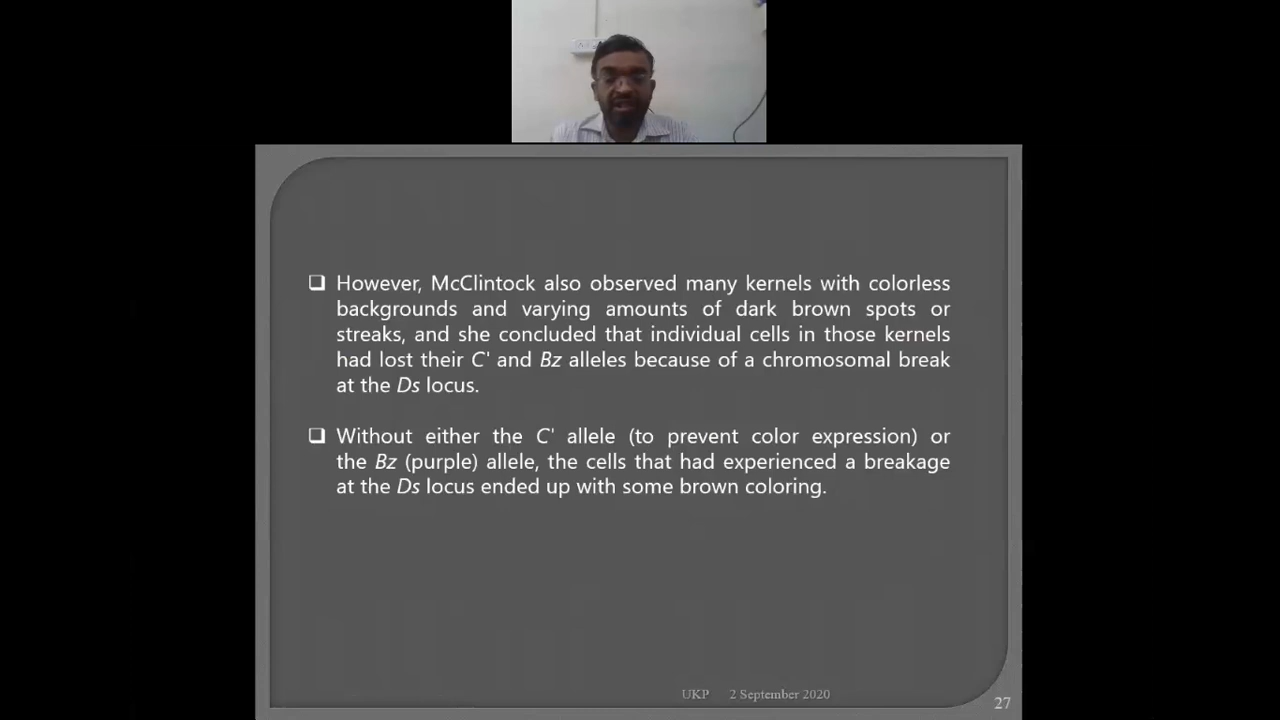 ❑ However, McClintock also observed many kernels with colorless
backgrounds and varying amounts of dark brown spots or
streaks, and she concluded that individual cells in those kernels
had lost their C' and Bz alleles because of a chromosomal break
at the Ds locus.
❑ Without either the C' allele (to prevent color expression) or
the Bz (purple) allele, the cells that had experienced a breakage
at the Ds locus ended up with some brown coloring.
UKP 2 September 2020
27